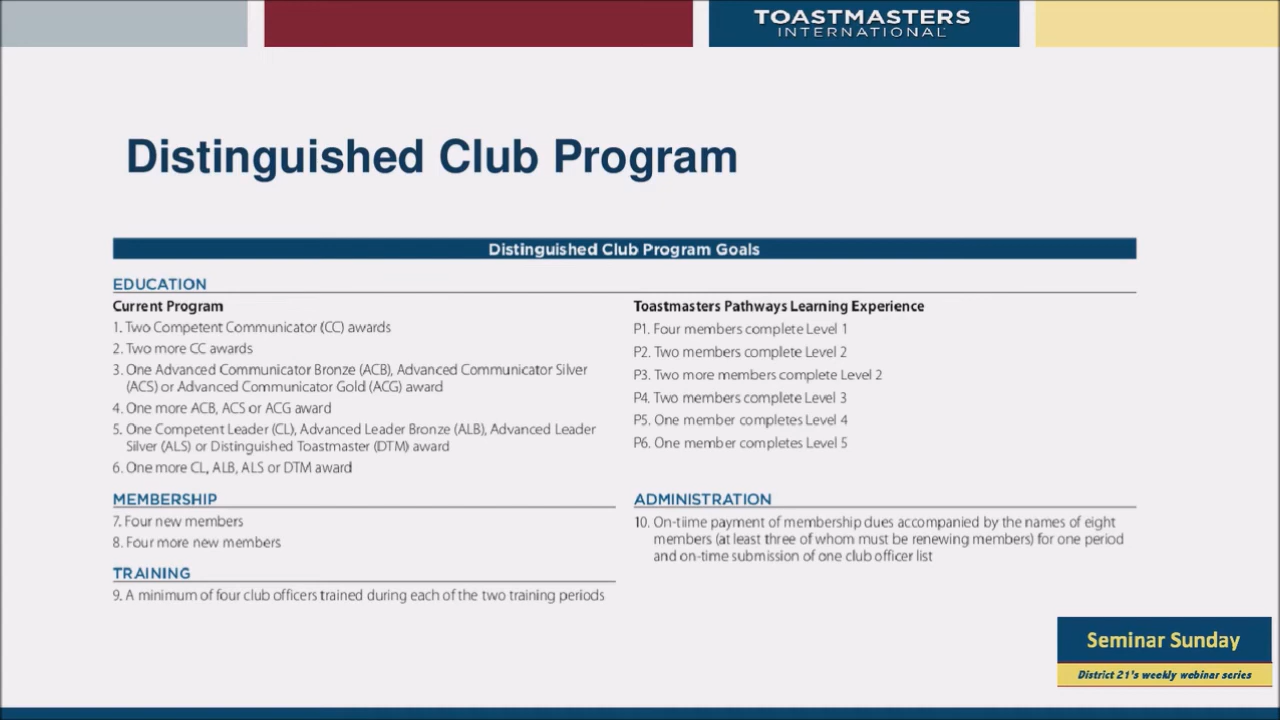 TOASTMASTERS
INTERNATIONAL
Distinguished Club Program
Distinguished Club Program Goals
EDUCATION
Current Program
1. Two Competent Communicator (CC) awards
2. Two more CC awards
3. One Advanced Communicator Bronze (ACB), Advanced Communicator Silver
(ACS) or Advanced Communicator Gold (ACG) award
4. One more ACB, ACS or ACG award
5. One Competent Leader (CL), Advanced Leader Bronze (ALB), Advanced Leader
Silver (ALS) or Distinguished Toastmaster (DTM) award
6. One more CL, ALB, ALS or DTM award
Toastmasters Pathways Learning Experience
P1. Four members complete Level 1
P2. Two members complete Level 2
P3. Two more members complete Level 2
P4. Two members complete Level 3
P5. One member completes Level 4
P6. One member completes Level 5
MEMBERSHIP
7. Four new members
8. Four more new members
TRAINING
9. A minimum of four club officers trained during each of the two training periods
ADMINISTRATION
10. On-tiime payment of membership dues accompanied by the names of eight
members (at least three of whom must be renewing members) for one period
and on-time submission of one club officer list
Seminar Sunday
District 21's weekly webinar series